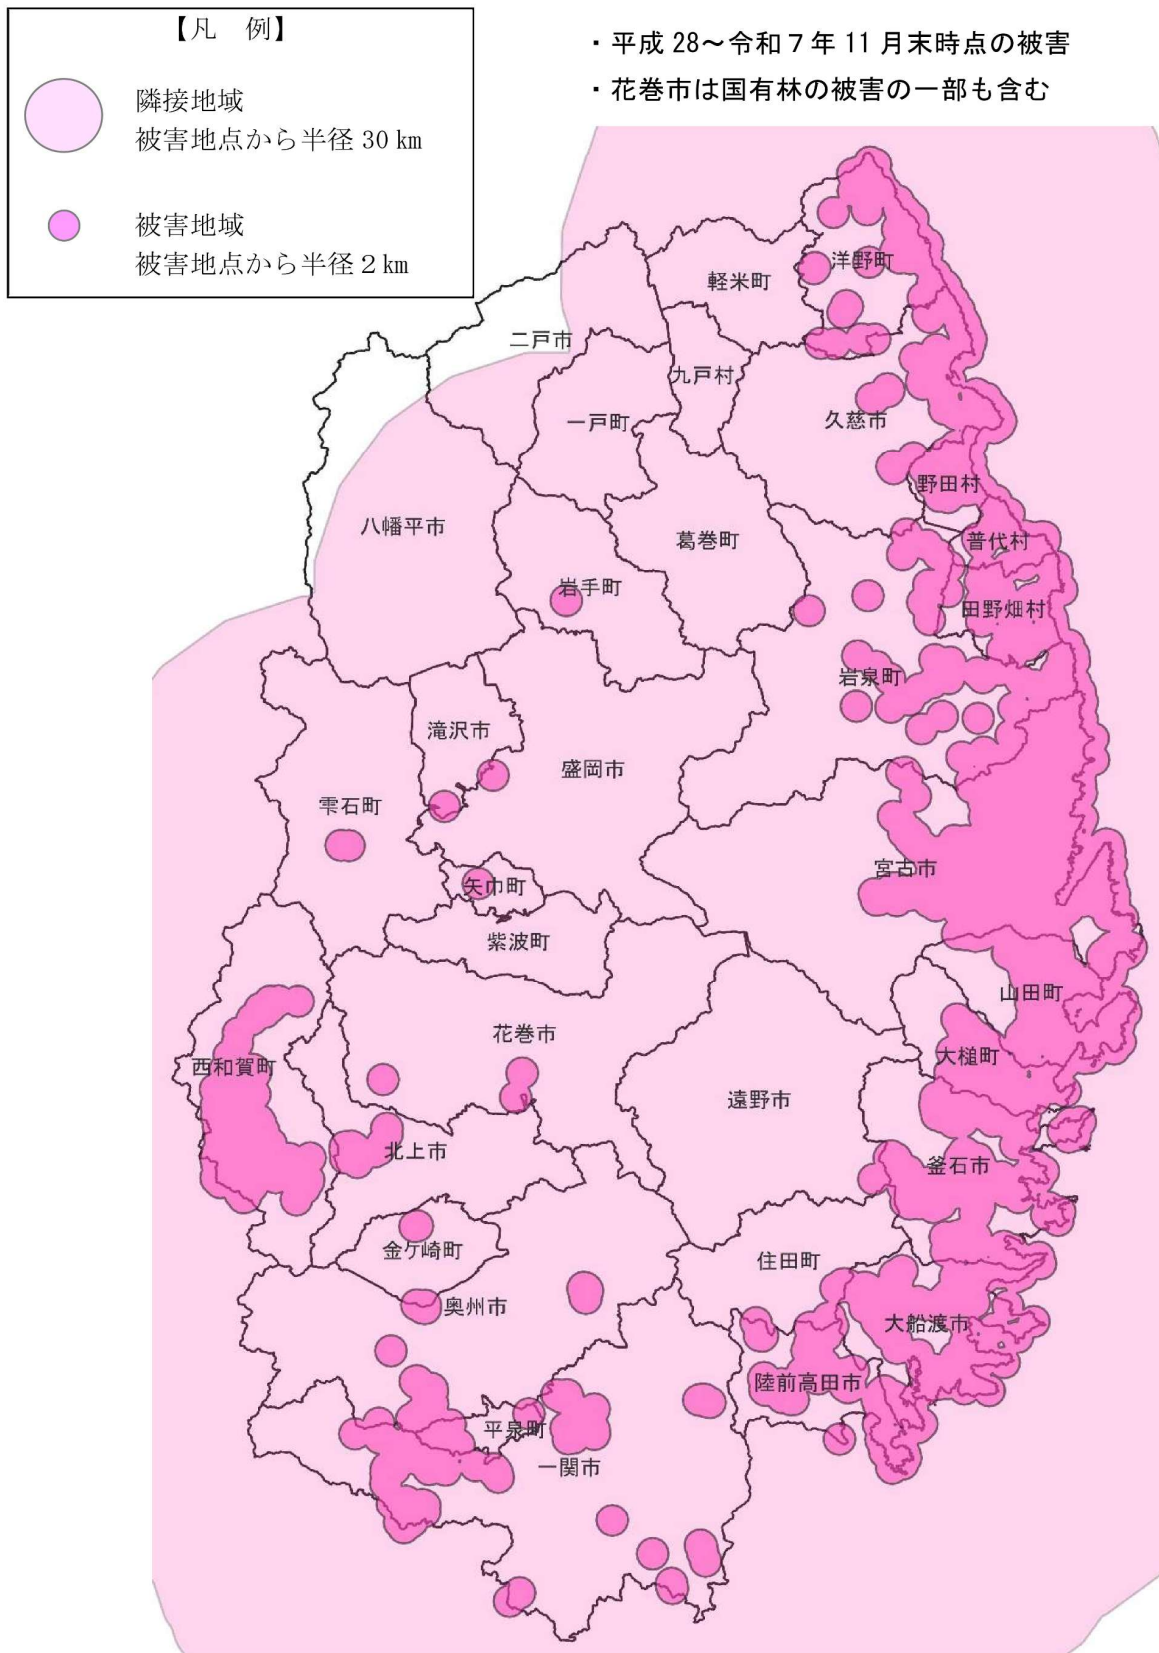 【凡　例】
隣接地域
被害地点から半径 30 ㎞
被害地域
被害地点から半径２㎞
・平成 28～令和７年 11 月末時点の被害
・花巻市は国有林の被害の一部も含む
洋野町
軽米町
二戸市
九戸村
一戸町
久慈市
野田村
八幡平市
葛巻町
普代村
岩手町
田野畑村
岩泉町
滝沢市
盛岡市
雫石町
宮古市
矢巾町
紫波町
山田町
花巻市
大槌町
西和賀町
遠野市
北上市
釜石市
金ケ崎町
住田町
奥州市
大船渡市
陸前高田市
平泉町
一関市